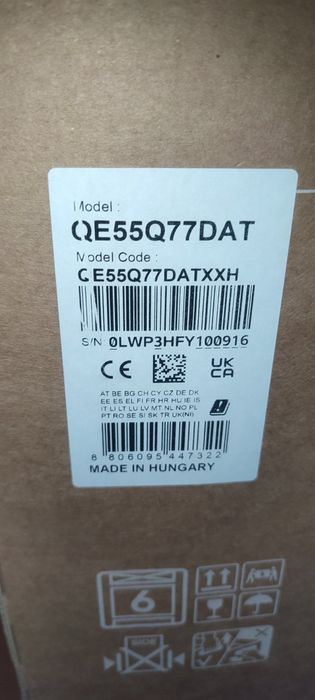 Model :
QE55Q77DAT
Model Code :
QE55Q77DATXXH
S/N: 0LWP3HFY100916
CE
UK
CA
AT BE BG CH CY CZ DE DK
EE ES EL FI FR HR HU IE IS
IT LI LT LU LV MT NL NO PL
PT RO SE SI SK TR UK(NI)
8 806095 447322
MADE IN HUNGARY
6
SIDE